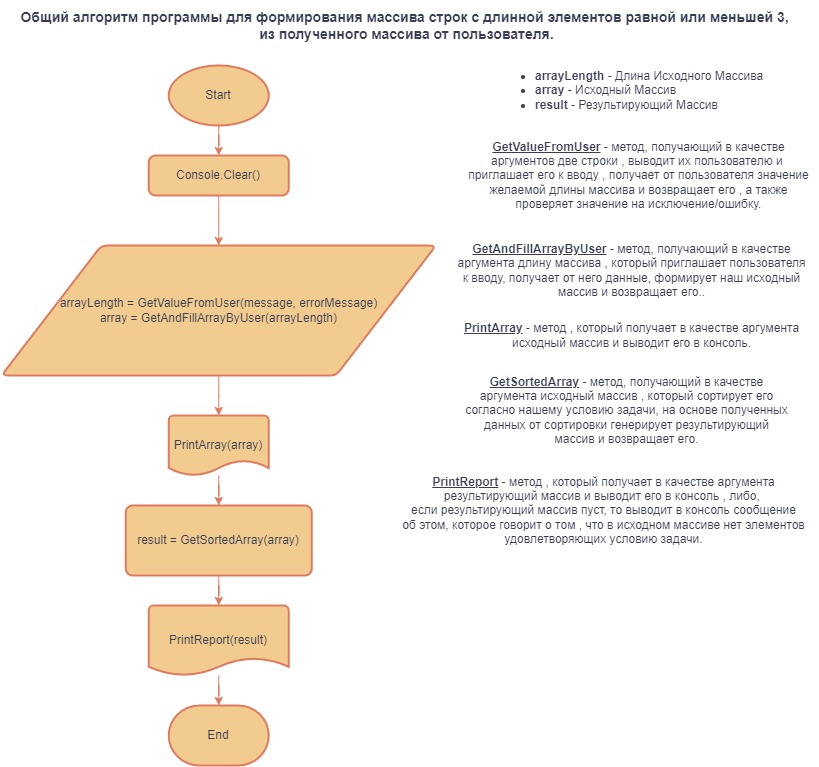 Общий алгоритм программы для формирования массива строк с длинной элементов равной или меньшей 3,
из полученного массива от пользователя.
Start
Console.Clear()
arrayLength = GetValueFromUser(message, errorMessage)
array = GetAndFillArrayByUser(arrayLength)
PrintArray(array)
result = GetSortedArray(array)
PrintReport(result)
End
• arrayLength - Длина Исходного Массива
• array - Исходный Массив
• result - Результирующий Массив
GetValueFromUser - метод, получающий в качестве
аргументов две строки , выводит их пользователю и
приглашает его к вводу , получает от пользователя значение
желаемой длины массива и возвращает его , а также
проверяет значение на исключение/ошибку.
GetAndFillArrayByUser - метод, получающий в качестве
аргумента длину массива , который приглашает пользователя
к вводу, получает от него данные, формирует наш исходный
массив и возвращает его..
PrintArray - метод , который получает в качестве аргумента
исходный массив и выводит его в консоль.
GetSortedArray - метод, получающий в качестве
аргумента исходный массив , который сортирует его
согласно нашему условию задачи, на основе полученных
данных от сортировки генерирует результирующий
массив и возвращает его.
PrintReport - метод , который получает в качестве аргумента
результирующий массив и выводит его в консоль , либо,
если результирующий массив пуст, то выводит в консоль сообщение
об этом, которое говорит о том , что в исходном массиве нет элементов
удовлетворяющих условию задачи.